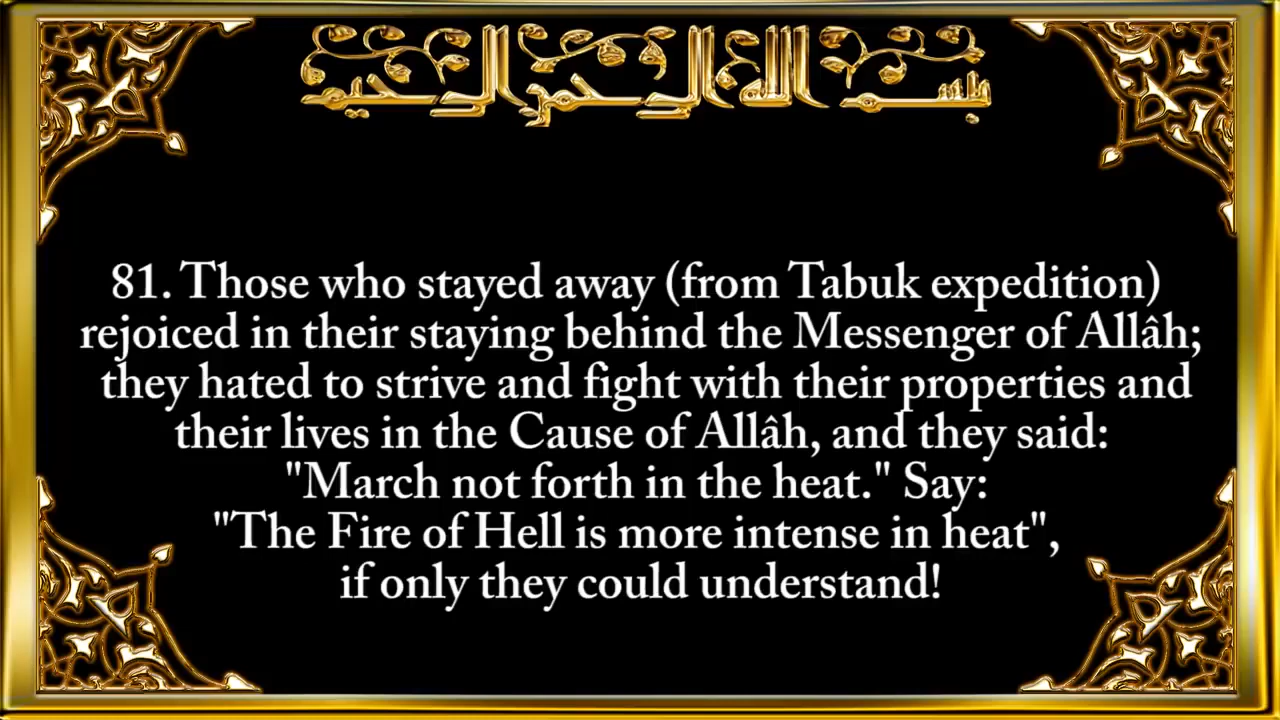 بسم الله الرحمن الرحيم
81. Those who stayed away (from Tabuk expedition)
rejoiced in their staying behind the Messenger of Allâh;
they hated to strive and fight with their properties and
their lives in the Cause of Allâh, and they said:
"March not forth in the heat." Say:
"The Fire of Hell is more intense in heat",
if only they could understand!